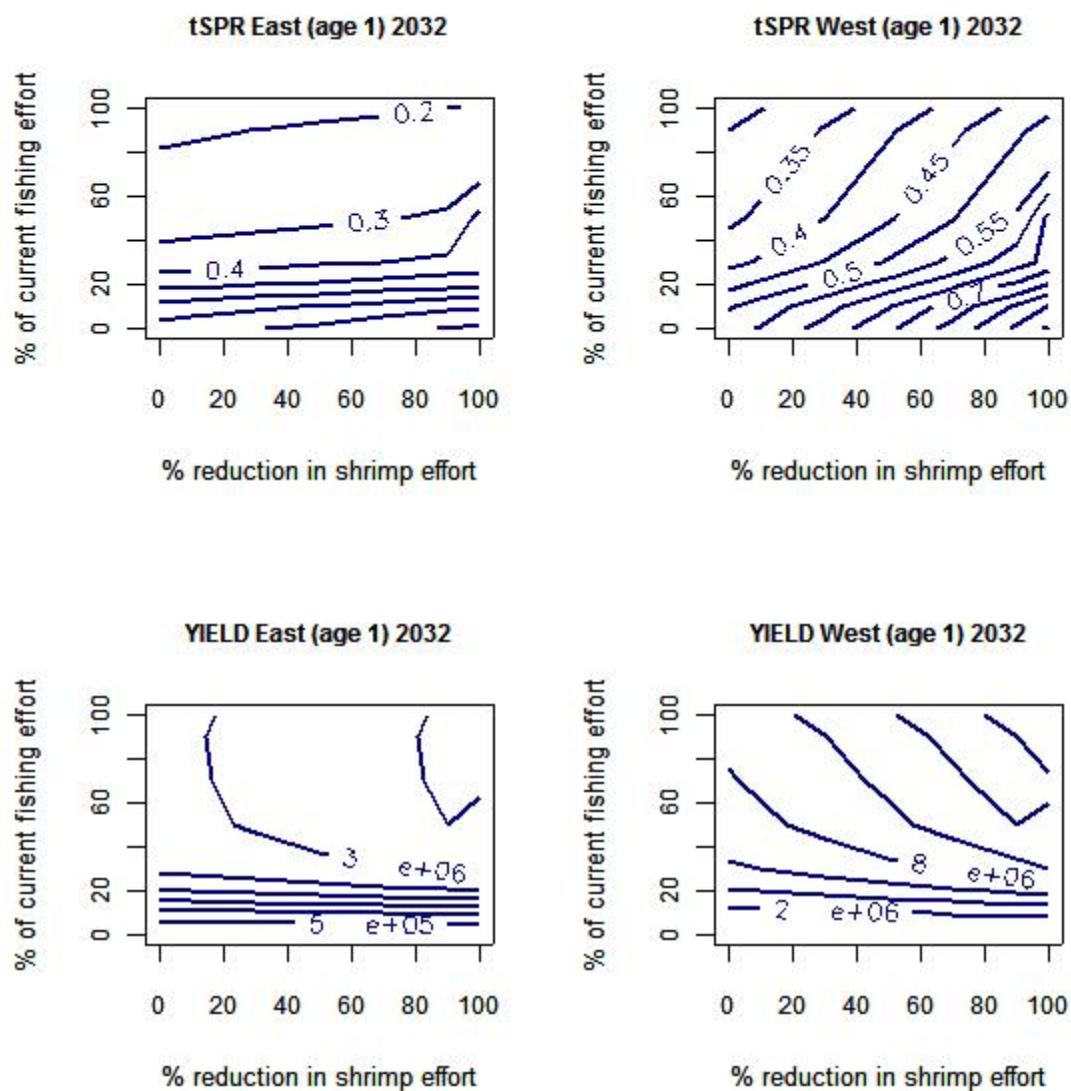 tSPR East (age 1) 2032
% of current fishing effort
100
60
20
0
0.2
0.3
0.4
0 20 40 60 80 100
% reduction in shrimp effort
tSPR West (age 1) 2032
% of current fishing effort
100
60
20
0
0.35
0.45
0.4
0.55
0.5
0.7
0 20 40 60 80 100
% reduction in shrimp effort
YIELD East (age 1) 2032
% of current fishing effort
100
60
20
0
3 e+06
5 e+05
0 20 40 60 80 100
% reduction in shrimp effort
YIELD West (age 1) 2032
% of current fishing effort
100
60
20
0
8 e+06
2 e+06
0 20 40 60 80 100
% reduction in shrimp effort